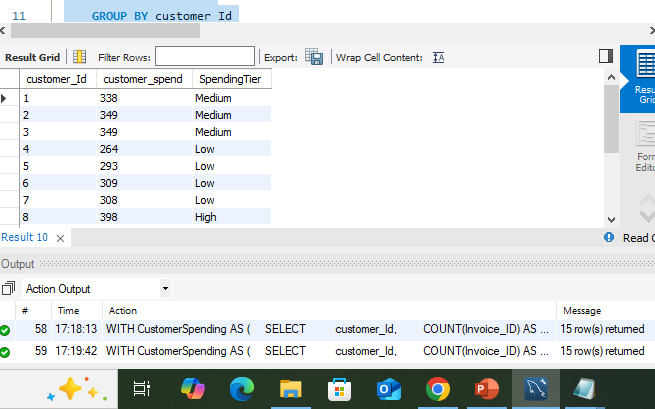 11 GROUP BY customer_Id
Result Grid Filter Rows: Export: Wrap Cell Content: IA
customer_Id customer_spend SpendingTier
1 338 Medium
2 349 Medium
3 349 Medium
4 264 Low
5 293 Low
6 309 Low
7 308 Low
8 398 High
Result 10 ×
Resu
Grid
Form
Editor
Read O
Output
Action Output
# Time Action Message
58 17:18:13 WITH CustomerSpending AS ( SELECT customer_Id, COUNT(Invoice_ID) AS ... 15 row(s) returned
59 17:19:42 WITH CustomerSpending AS ( SELECT customer_Id, COUNT(Invoice_ID) AS ... 15 row(s) returned